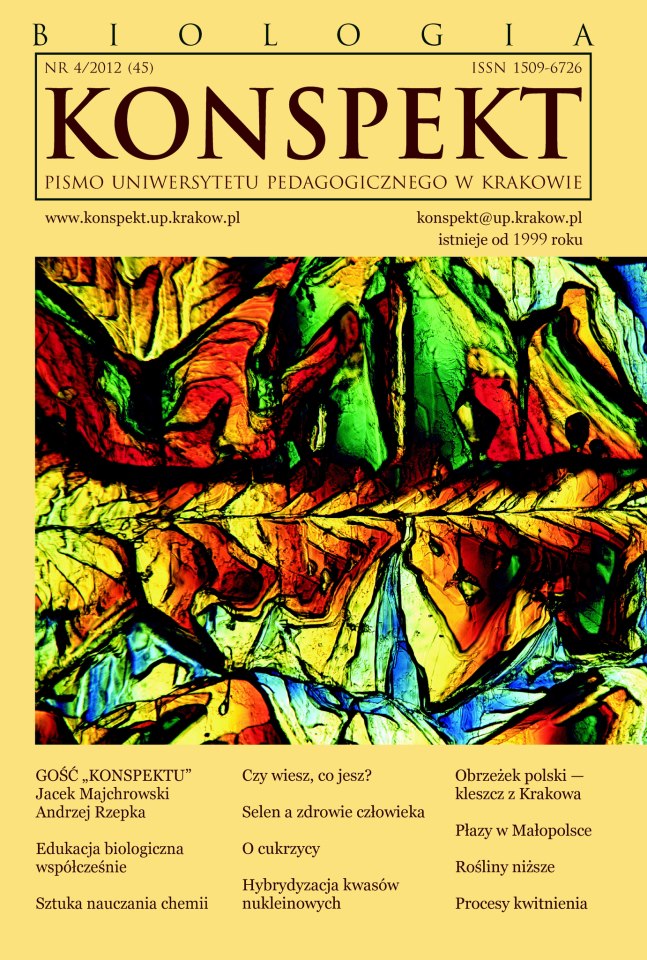 BIOLOGIA
NR 4/2012 (45) ISSN 1509-6726
KONSPEKT
PISMO UNIWERSYTETU PEDAGOGICZNEGO W KRAKOWIE
www.konspekt.up.krakow.pl konspekt@up.krakow.pl
istnieje od 1999 roku
GOŚĆ „KONSPEKTU”
Jacek Majchrowski
Andrzej Rzepka
Edukacja biologiczna
współcześnie
Sztuka nauczania chemii
Czy wiesz, co jesz?
Selen a zdrowie człowieka
O cukrzycy
Hybrydyzacja kwasów
nukleinowych
Obrzeżek polski —
kleszcz z Krakowa
Płazy w Małopolsce
Rośliny niższe
Procesy kwitnienia